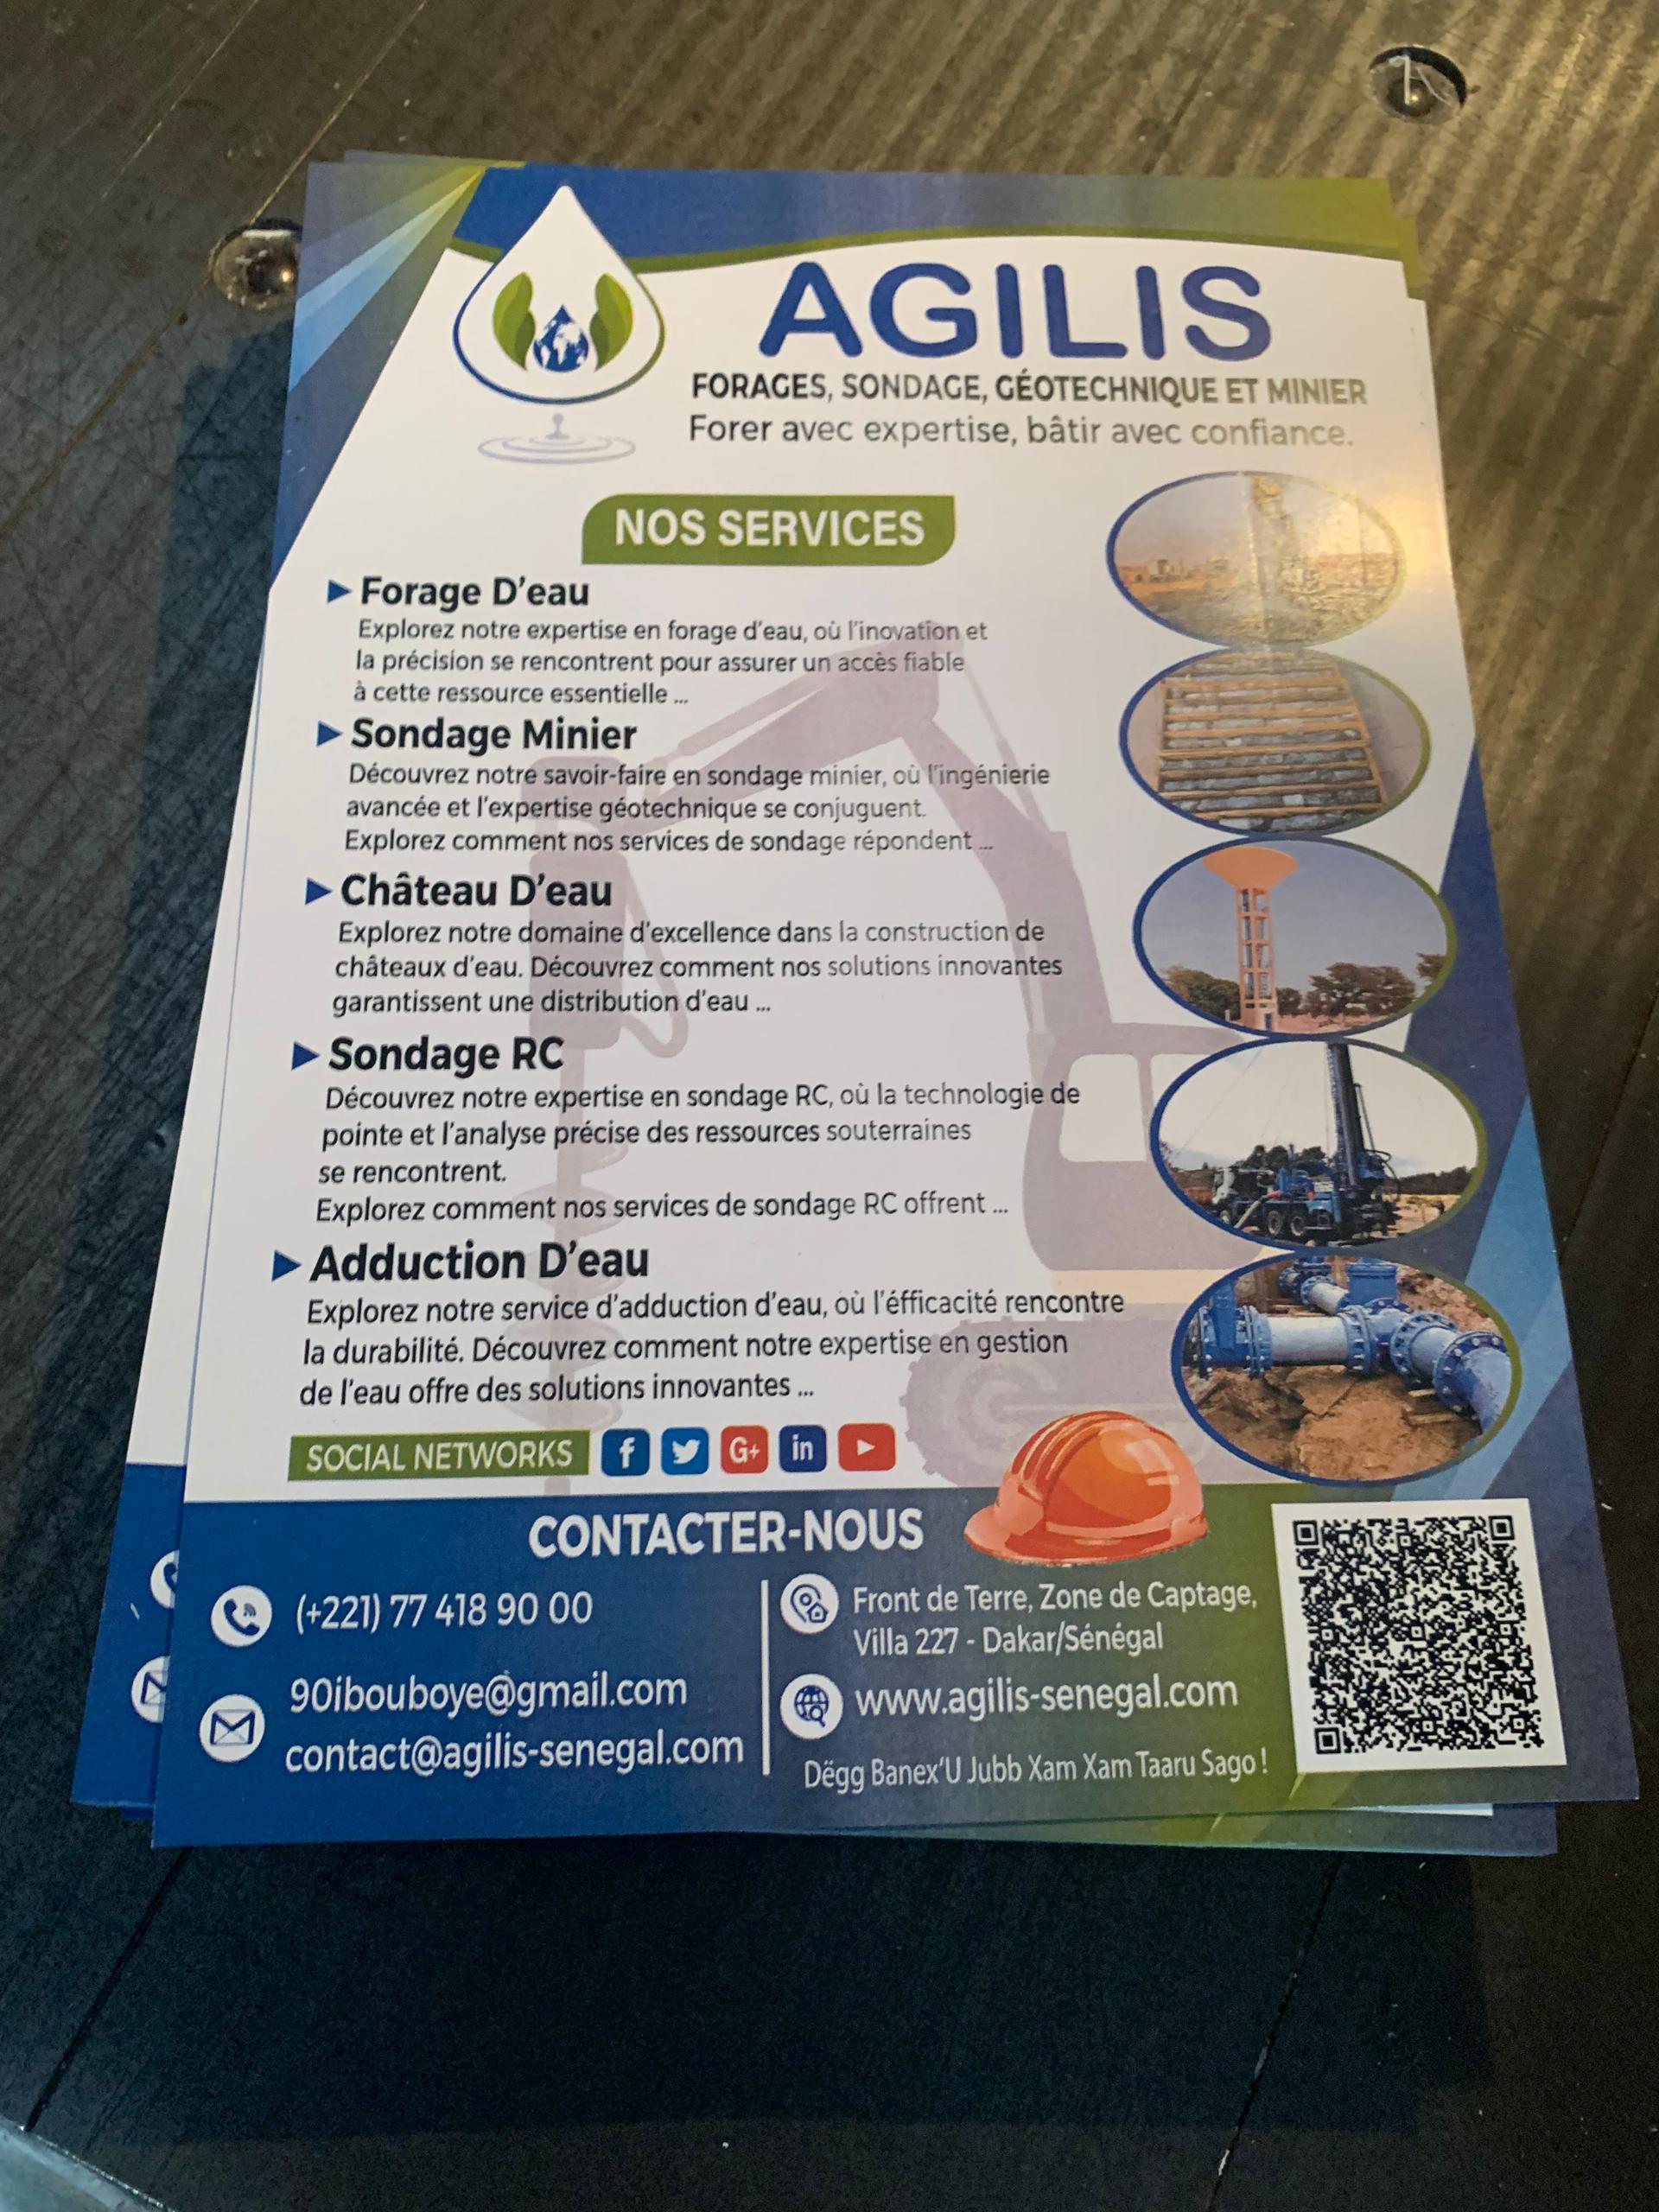 AGILIS
FORAGES, SONDAGE, GÉOTECHNIQUE ET MINIER
Forer avec expertise, bâtir avec confiance.
NOS SERVICES
Forage D'eau
Explorez notre expertise en forage d'eau, où l'inovation et
la précision se rencontrent pour assurer un accès fiable
à cette ressource essentielle ...
Sondage Minier
Découvrez notre savoir-faire en sondage minier, où l'ingénierie
avancée et l'expertise géotechnique se conjuguent.
Explorez comment nos services de sondage répondent ...
Château D'eau
Explorez notre domaine d'excellence dans la construction de
châteaux d'eau. Découvrez comment nos solutions innovantes
garantissent une distribution d'eau ...
Sondage RC
Découvrez notre expertise en sondage RC, où la technologie de
pointe et l'analyse précise des ressources souterraines
se rencontrent.
Explorez comment nos services de sondage RC offrent ...
Adduction D'eau
Explorez notre service d'adduction d'eau, où l'éfficacité rencontre
la durabilité. Découvrez comment notre expertise en gestion
de l'eau offre des solutions innovantes ...
SOCIAL NETWORKS f G+ in
CONTACTER-NOUS
(+221) 77 418 90 00
90ibouboye@gmail.com
contact@agilis-senegal.com
Front de Terre, Zone de Captage,
Villa 227 - Dakar/Sénégal
www.agilis-senegal.com
Dëgg Banex'U Jubb Xam Xam Taaru Sago !